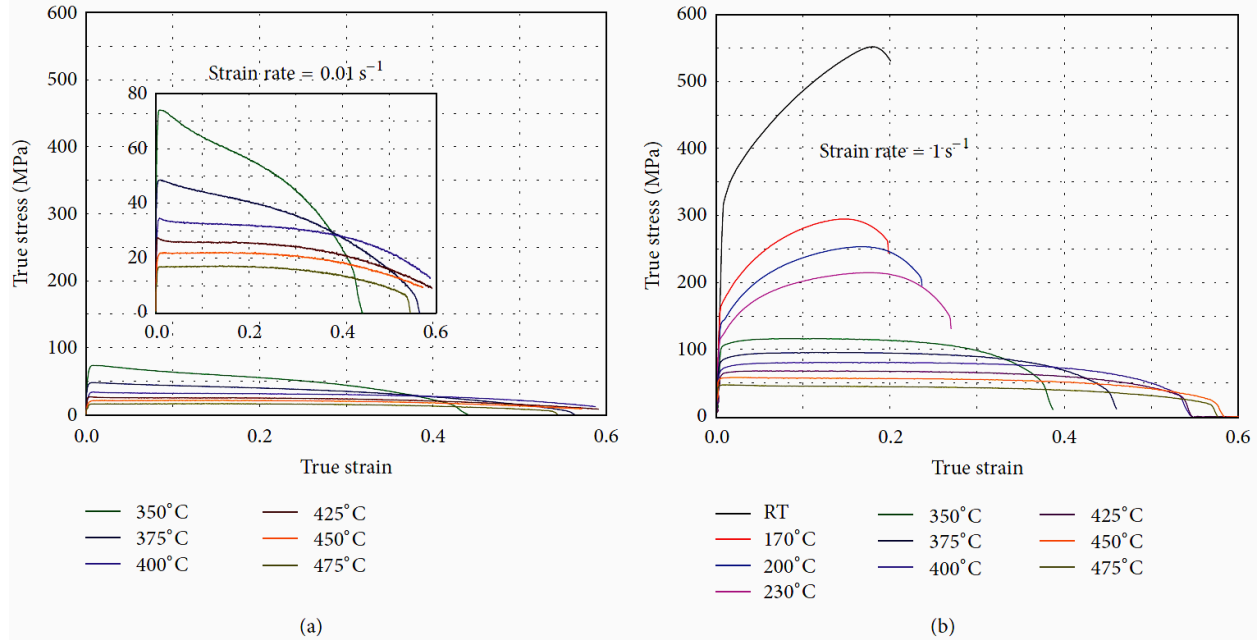 600
500
400
300
200
100
0
0.0
0.2
0.4
0.6
True stress (MPa)
True strain
Strain rate = 0.01 s⁻¹
80
60
40
20
0
0.0
0.2
0.4
0.6
350°C
375°C
400°C
425°C
450°C
475°C
(a)
600
500
400
300
200
100
0
0.0
0.2
0.4
0.6
True stress (MPa)
True strain
Strain rate = 1 s⁻¹
RT
170°C
200°C
230°C
350°C
375°C
400°C
425°C
450°C
475°C
(b)